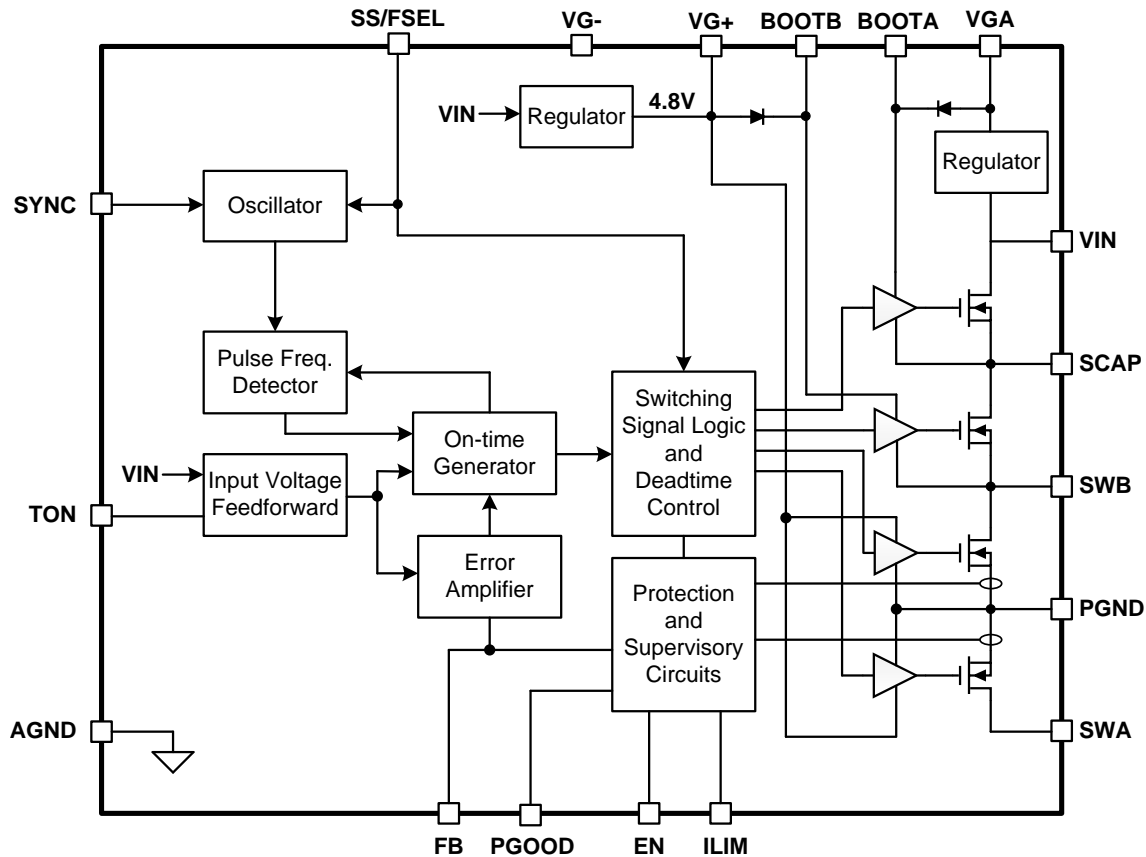 SS/FSEL
VG-
VG+
BOOTB
BOOTA
VGA
VIN
Regulator
4.8V
Regulator
SYNC
Oscillator
VIN
Pulse Freq.
Detector
SCAP
Switching
Signal Logic
and
Deadtime
Control
On-time
Generator
VIN
Input Voltage
Feedforward
TON
SWB
Error
Amplifier
Protection
and
Supervisory
Circuits
PGND
AGND
SWA
FB
PGOOD
EN
ILIM